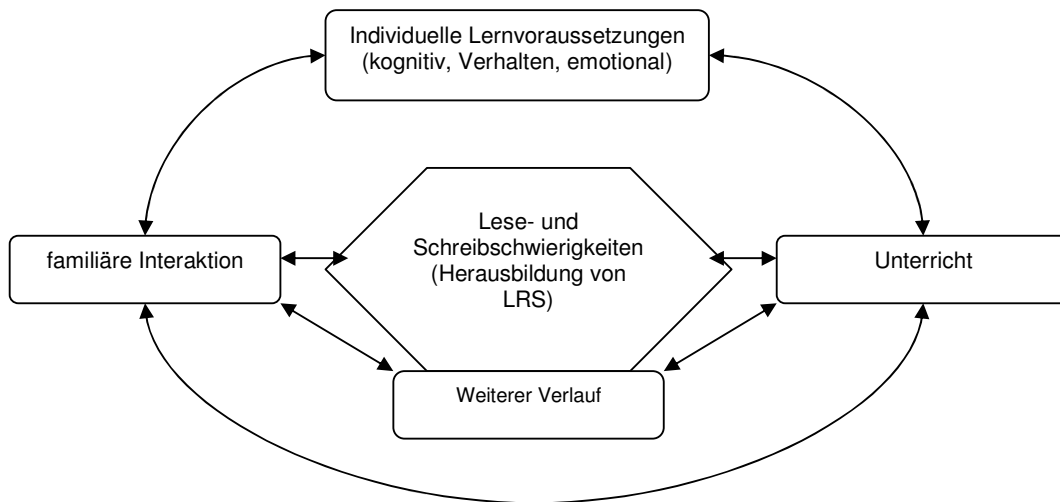 Individuelle Lernvoraussetzungen
(kognitiv, Verhalten, emotional)
Lese- und
Schreibschwierigkeiten
(Herausbildung von
LRS)
familiäre Interaktion
Unterricht
Weiterer Verlauf